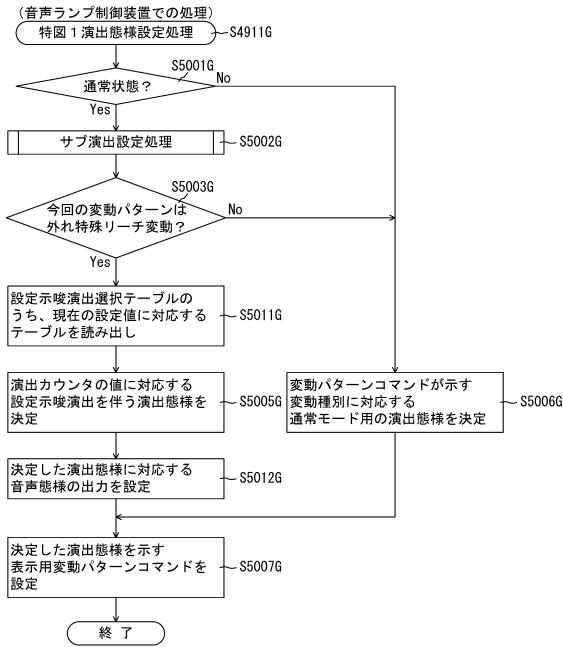 （音声ランプ制御装置での処理）
特図１演出態様設定処理
S4911G
S5001G
通常状態？
No
Yes
サブ演出設定処理
S5002G
S5003G
今回の変動パターンは
外れ特殊リーチ変動？
No
Yes
設定示唆演出選択テーブルの
うち、現在の設定値に対応する
テーブルを読み出し
S5011G
演出カウンタの値に対応する
設定示唆演出を伴う演出態様を
決定
S5005G
変動パターンコマンドが示す
変動種別に対応する
通常モード用の演出態様を決定
S5006G
決定した演出態様に対応する
音声態様の出力を設定
S5012G
決定した演出態様を示す
表示用変動パターンコマンドを
設定
S5007G
終 了